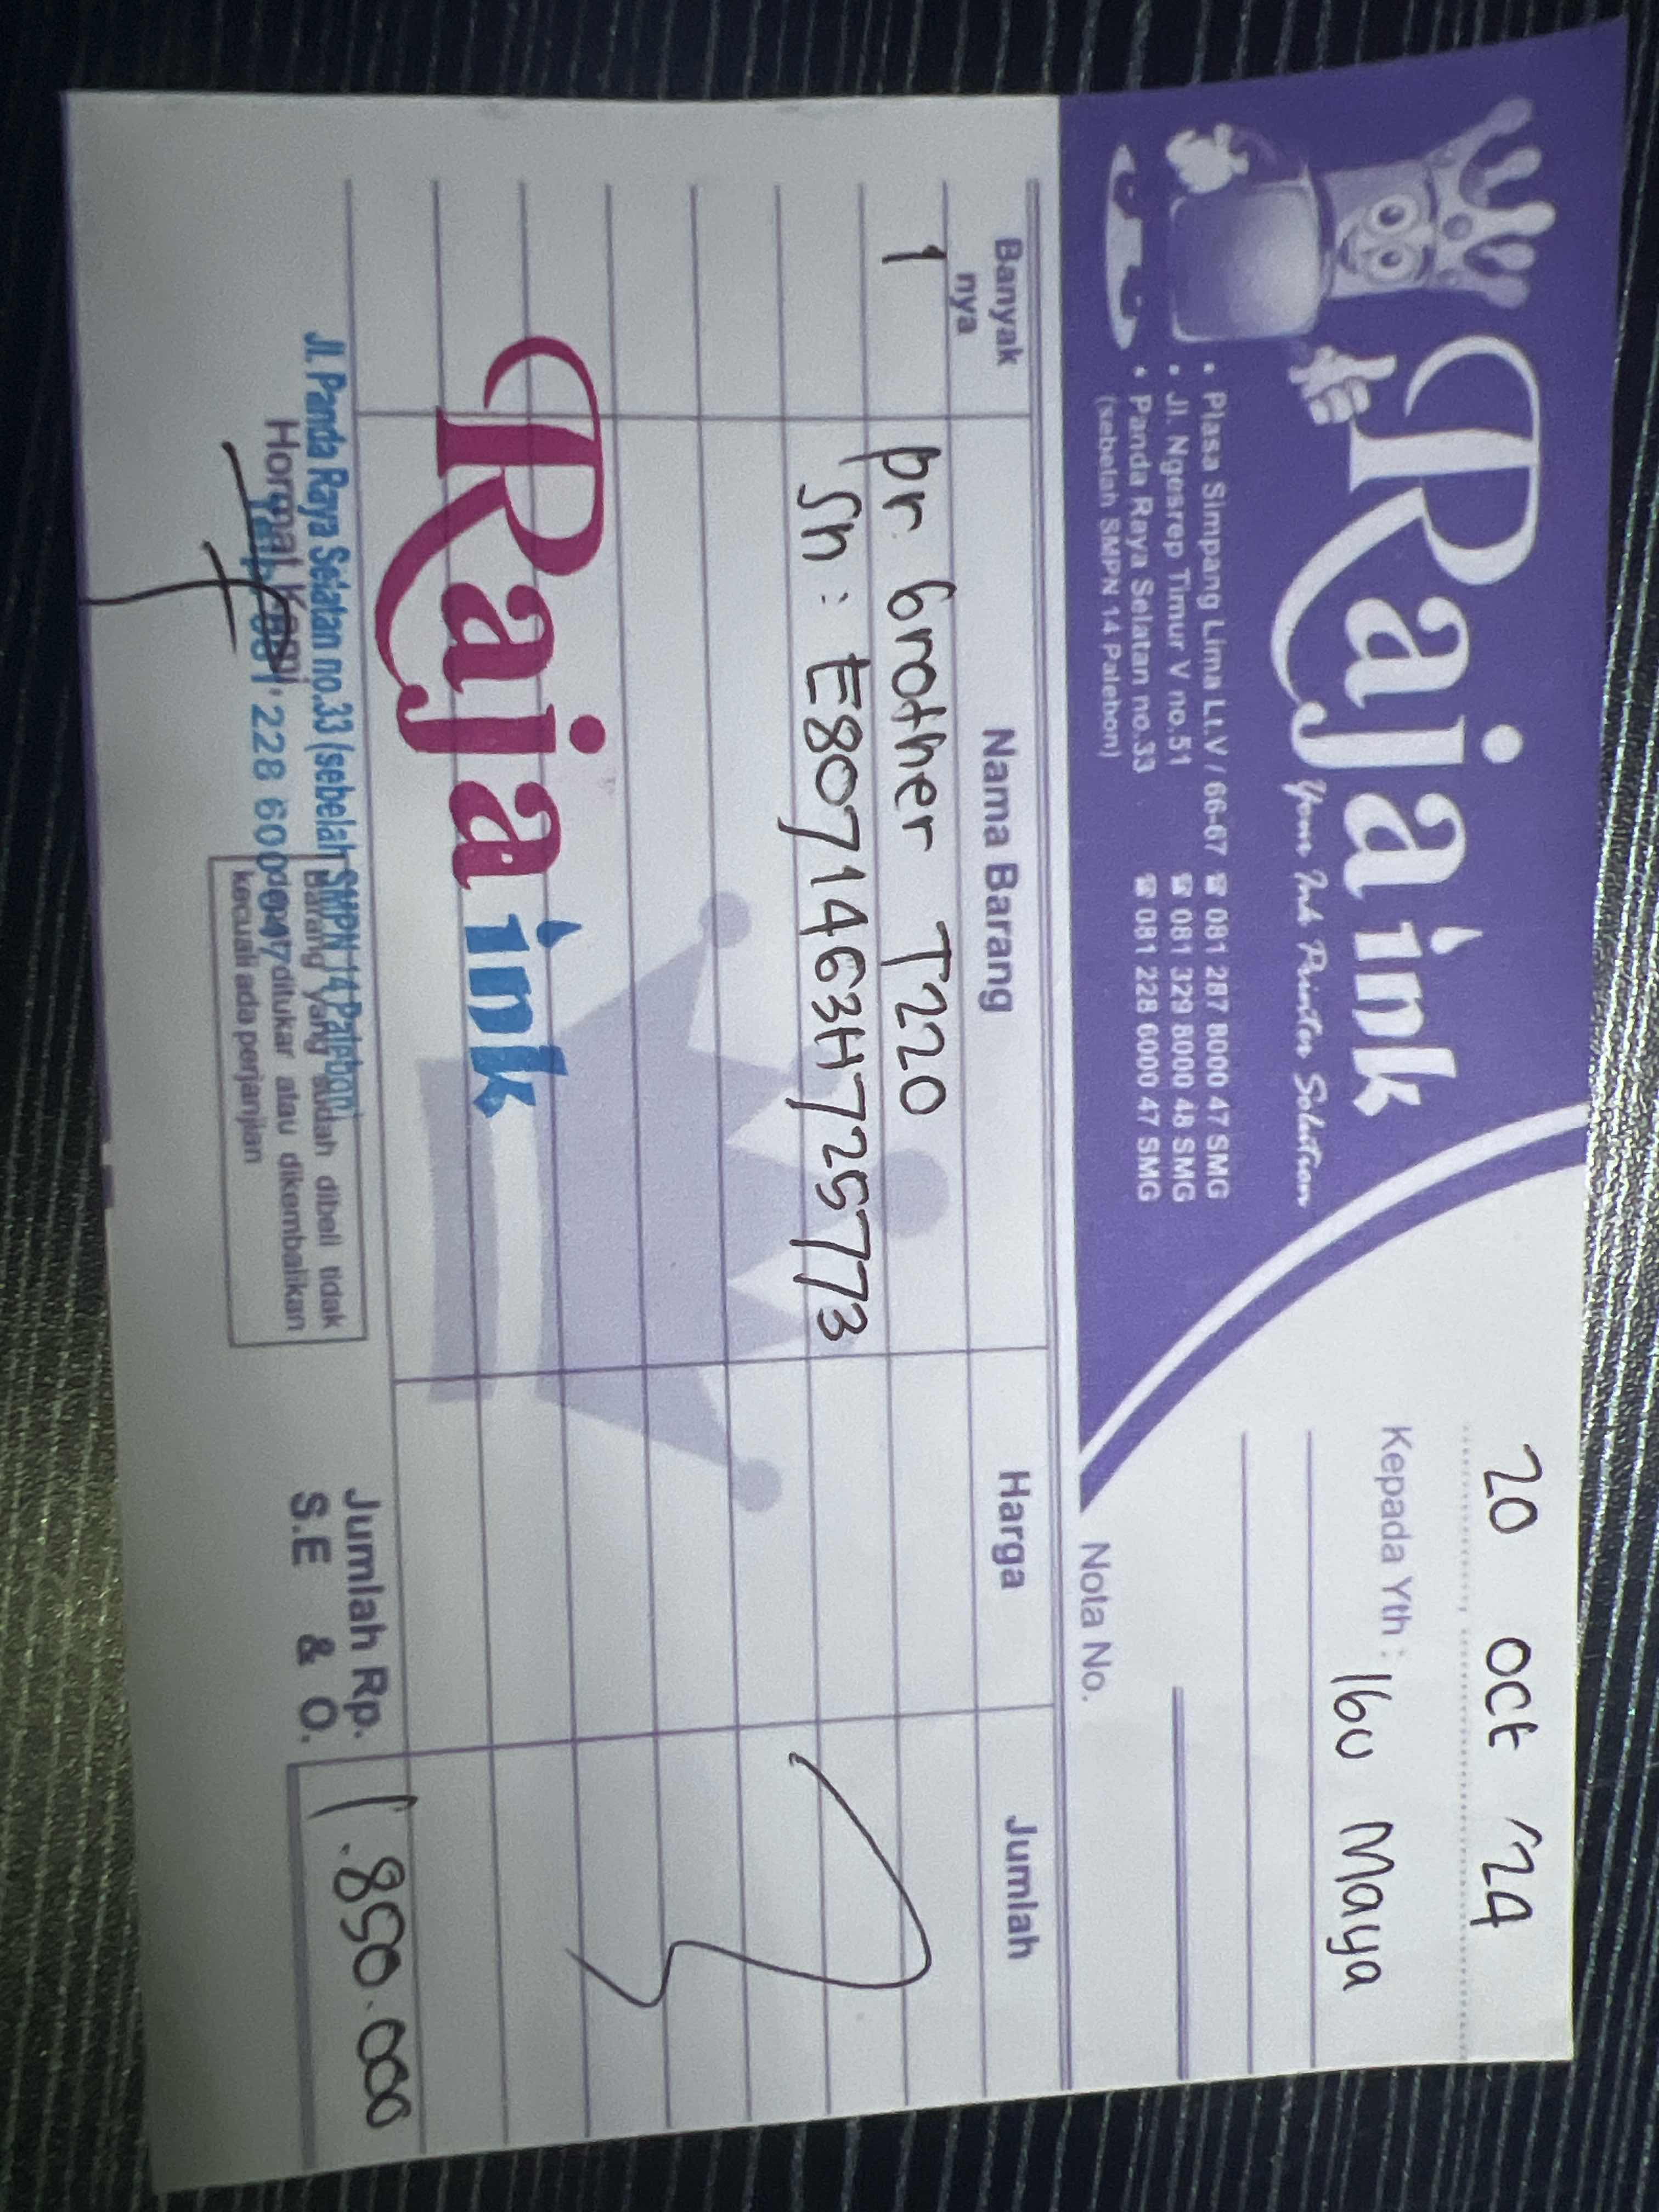 Raja ink
Your Ink Printer Solution
• Plasa Simpang Lima Lt.V / 66-67 ☎ 081 287 8000 47 SMG
• Jl. Ngesrep Timur V no.51 ☎ 081 329 8000 48 SMG
• Panda Raya Selatan no.33 ☎ 081 228 6000 47 SMG
(sebelah SMPN 14 Palebon)
20 oct '24
Kepada Yth : Ibu Maya
Nota No.
Banyak nya Nama Barang Harga Jumlah
1 pr brother T220
Sn : E80714G3H725773
Raja ink
Jl. Panda Raya Selatan no.33 (sebelah SMPN 14 Palebon)
Telp. 081 228 6000 47
Hormat Kami,
Barang yang sudah dibeli tidak
dapat ditukar atau dikembalikan
kecuali ada perjanjian
Jumlah Rp. 1.850.000
S.E & O.